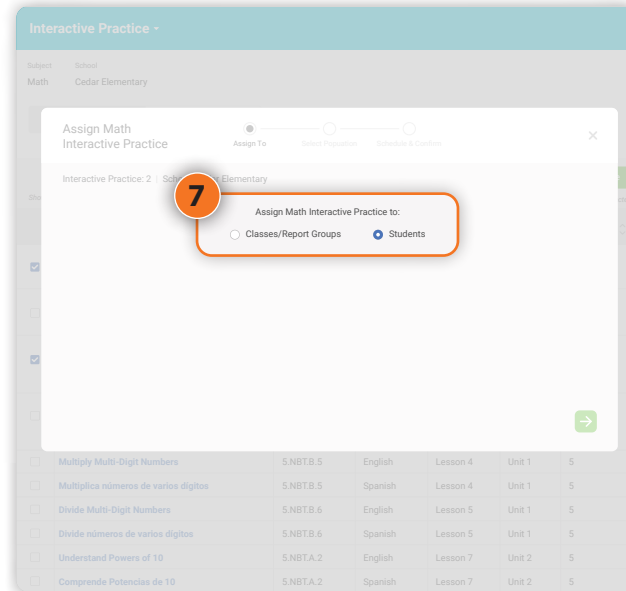 Interactive Practice
Subject School
Math Cedar Elementary
Assign Math
Interactive Practice
Assign To Select Population Schedule & Confirm
Interactive Practice: 2 | Elementary
7
Assign Math Interactive Practice to:
Classes/Report Groups Students
Multiply Multi-Digit Numbers 5.NBT.B.5 English Lesson 4 Unit 1 5
Multiplica números de varios dígitos 5.NBT.B.5 Spanish Lesson 4 Unit 1 5
Divide Multi-Digit Numbers 5.NBT.B.6 English Lesson 5 Unit 1 5
Divide números de varios dígitos 5.NBT.B.6 Spanish Lesson 5 Unit 1 5
Understand Powers of 10 5.NBT.A.2 English Lesson 7 Unit 2 5
Comprende Potencias de 10 5.NBT.A.2 Spanish Lesson 7 Unit 2 5